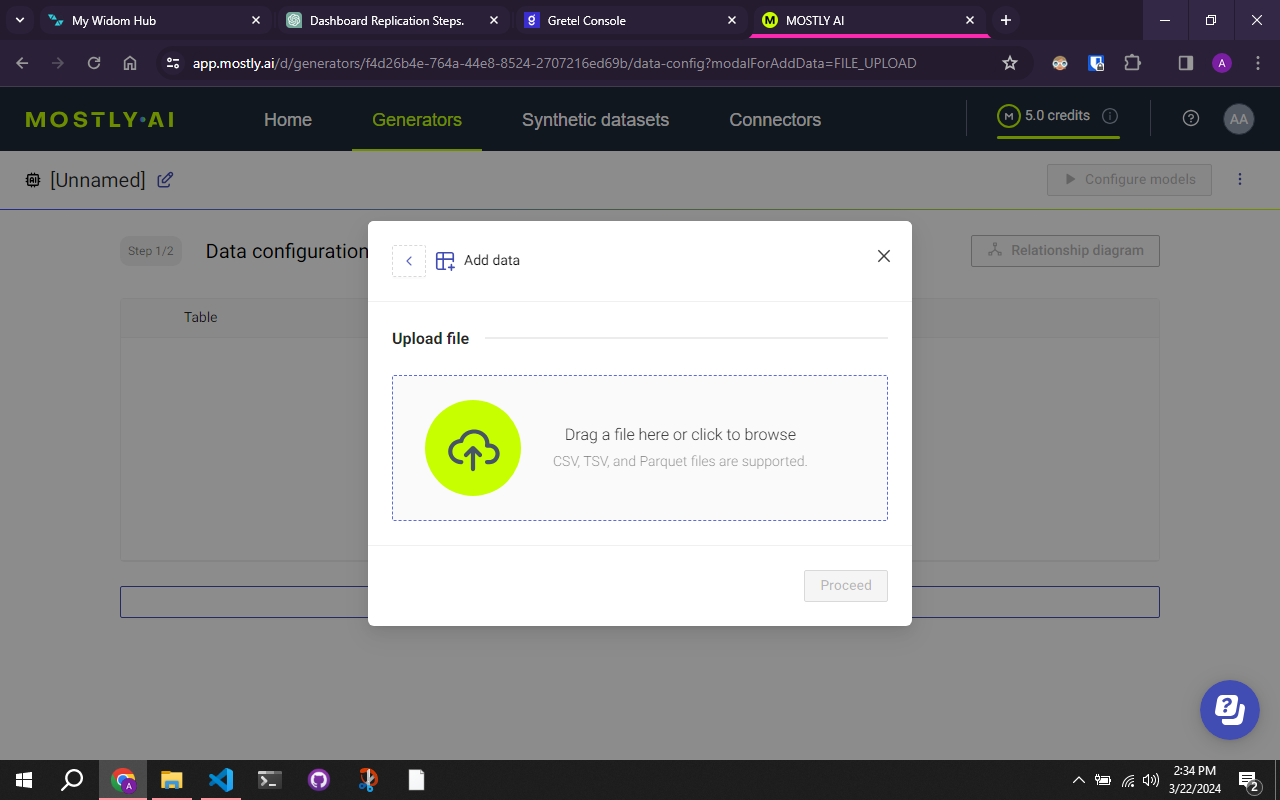 My Widom Hub
Dashboard Replication Steps.
Gretel Console
MOSTLY AI
app.mostly.ai/d/generators/f4d26b4e-764a-44e8-8524-2707216ed69b/data-config?modalForAddData=FILE_UPLOAD
A
MOSTLY·AI
Home
Generators
Synthetic datasets
Connectors
M
5.0 credits
AA
AI
[Unnamed]
Configure models
Step 1/2
Data configuration
Relationship diagram
Table
Add data
Upload file
Drag a file here or click to browse
CSV, TSV, and Parquet files are supported.
Proceed
2:34 PM
3/22/2024
2